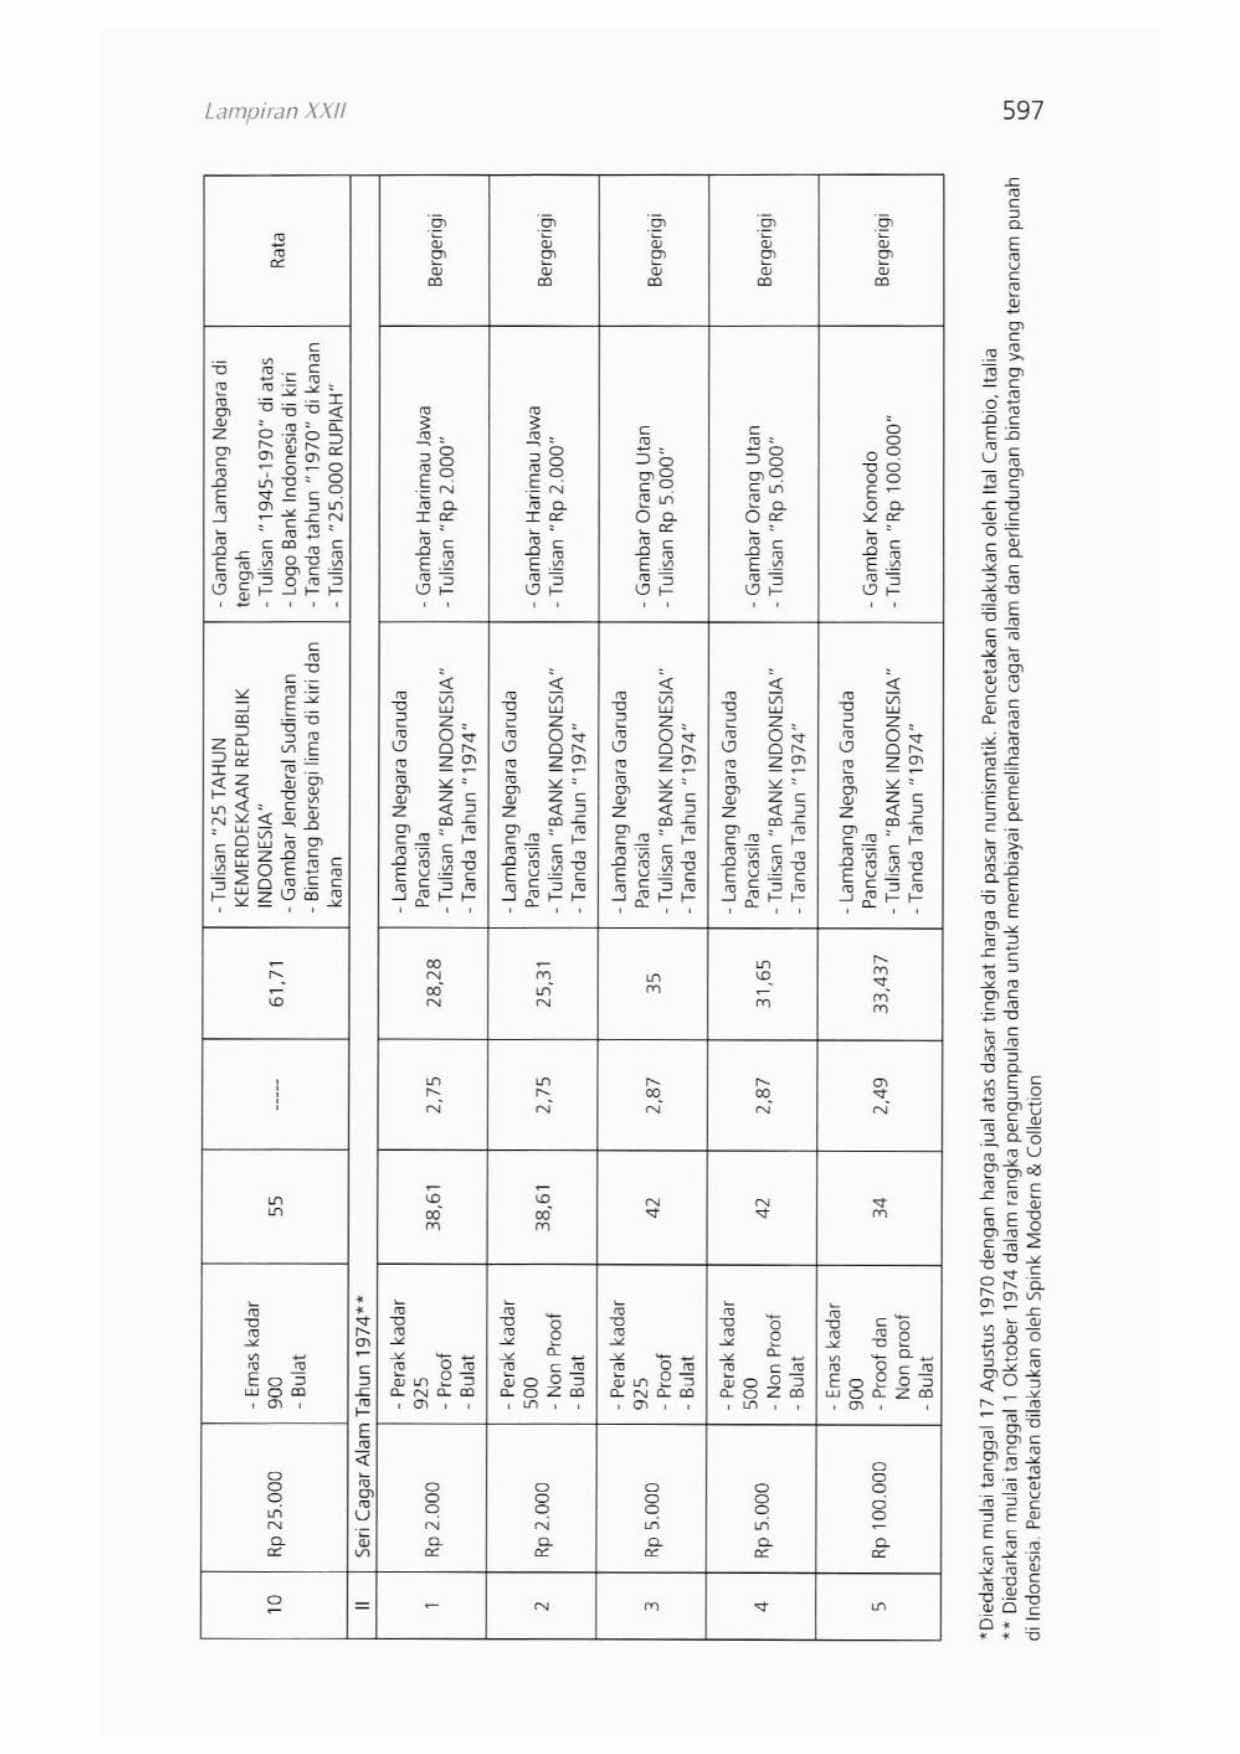 Lampiran XXII
597
10
Rp 25.000
- Emas kadar
900
- Bulat
55
-----
61,71
- Tulisan "25 TAHUN
KEMERDEKAAN REPUBLIK
INDONESIA"
- Gambar Jenderal Sudirman
- Bintang bersegi lima di kiri dan
kanan
- Gambar Lambang Negara di
tengah
- Tulisan "1945-1970" di atas
- Logo Bank Indonesia di kiri
- Tanda tahun "1970" di kanan
- Tulisan "25.000 RUPIAH"
Rata
II
Seri Cagar Alam Tahun 1974**
1
Rp 2.000
- Perak kadar
925
- Proof
- Bulat
38,61
2,75
28,28
- Lambang Negara Garuda
Pancasila
- Tulisan "BANK INDONESIA"
- Tanda Tahun "1974"
- Gambar Harimau Jawa
- Tulisan "Rp 2.000"
Bergerigi
2
Rp 2.000
- Perak kadar
500
- Non Proof
- Bulat
38,61
2,75
25,31
- Lambang Negara Garuda
Pancasila
- Tulisan "BANK INDONESIA"
- Tanda Tahun "1974"
- Gambar Harimau Jawa
- Tulisan "Rp 2.000"
Bergerigi
3
Rp 5.000
- Perak kadar
925
- Proof
- Bulat
42
2,87
35
- Lambang Negara Garuda
Pancasila
- Tulisan "BANK INDONESIA"
- Tanda Tahun "1974"
- Gambar Orang Utan
- Tulisan Rp 5.000"
Bergerigi
4
Rp 5.000
- Perak kadar
500
- Non Proof
- Bulat
42
2,87
31,65
- Lambang Negara Garuda
Pancasila
- Tulisan "BANK INDONESIA"
- Tanda Tahun "1974"
- Gambar Orang Utan
- Tulisan "Rp 5.000"
Bergerigi
5
Rp 100.000
- Emas kadar
900
- Proof dan
Non proof
- Bulat
34
2,49
33,437
- Lambang Negara Garuda
Pancasila
- Tulisan "BANK INDONESIA"
- Tanda Tahun "1974"
- Gambar Komodo
- Tulisan "Rp 100.000"
Bergerigi
*Diedarkan mulai tanggal 17 Agustus 1970 dengan harga jual atas dasar tingkat harga di pasar numismatik. Pencetakan dilakukan oleh Ital Cambio, Italia
** Diedarkan mulai tanggal 1 Oktober 1974 dalam rangka pengumpulan dana untuk membiayai pemeliharaan cagar alam dan perlindungan binatang yang terancam punah
di Indonesia. Pencetakan dilakukan oleh Spink Modern & Collection